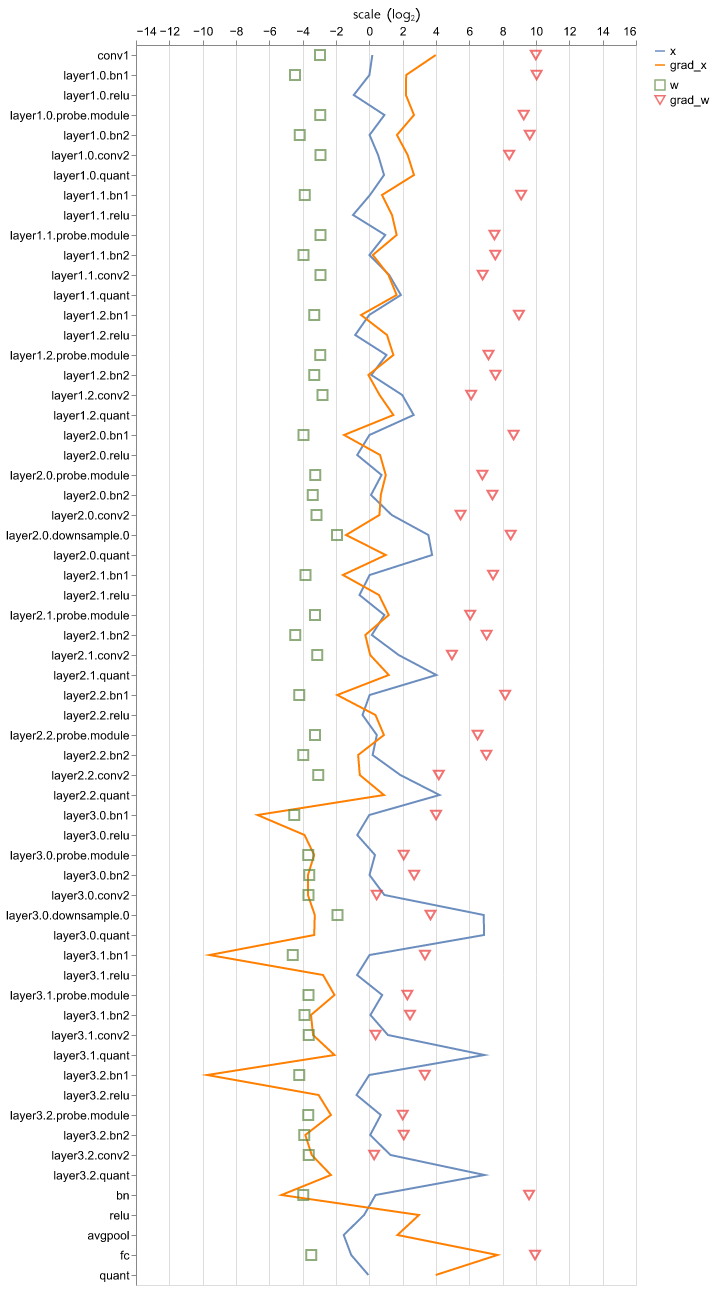 scale (log₂)
−14 −12 −10 −8 −6 −4 −2 0 2 4 6 8 10 12 14 16
x
grad_x
w
grad_w
conv1
layer1.0.bn1
layer1.0.relu
layer1.0.probe.module
layer1.0.bn2
layer1.0.conv2
layer1.0.quant
layer1.1.bn1
layer1.1.relu
layer1.1.probe.module
layer1.1.bn2
layer1.1.conv2
layer1.1.quant
layer1.2.bn1
layer1.2.relu
layer1.2.probe.module
layer1.2.bn2
layer1.2.conv2
layer1.2.quant
layer2.0.bn1
layer2.0.relu
layer2.0.probe.module
layer2.0.bn2
layer2.0.conv2
layer2.0.downsample.0
layer2.0.quant
layer2.1.bn1
layer2.1.relu
layer2.1.probe.module
layer2.1.bn2
layer2.1.conv2
layer2.1.quant
layer2.2.bn1
layer2.2.relu
layer2.2.probe.module
layer2.2.bn2
layer2.2.conv2
layer2.2.quant
layer3.0.bn1
layer3.0.relu
layer3.0.probe.module
layer3.0.bn2
layer3.0.conv2
layer3.0.downsample.0
layer3.0.quant
layer3.1.bn1
layer3.1.relu
layer3.1.probe.module
layer3.1.bn2
layer3.1.conv2
layer3.1.quant
layer3.2.bn1
layer3.2.relu
layer3.2.probe.module
layer3.2.bn2
layer3.2.conv2
layer3.2.quant
bn
relu
avgpool
fc
quant